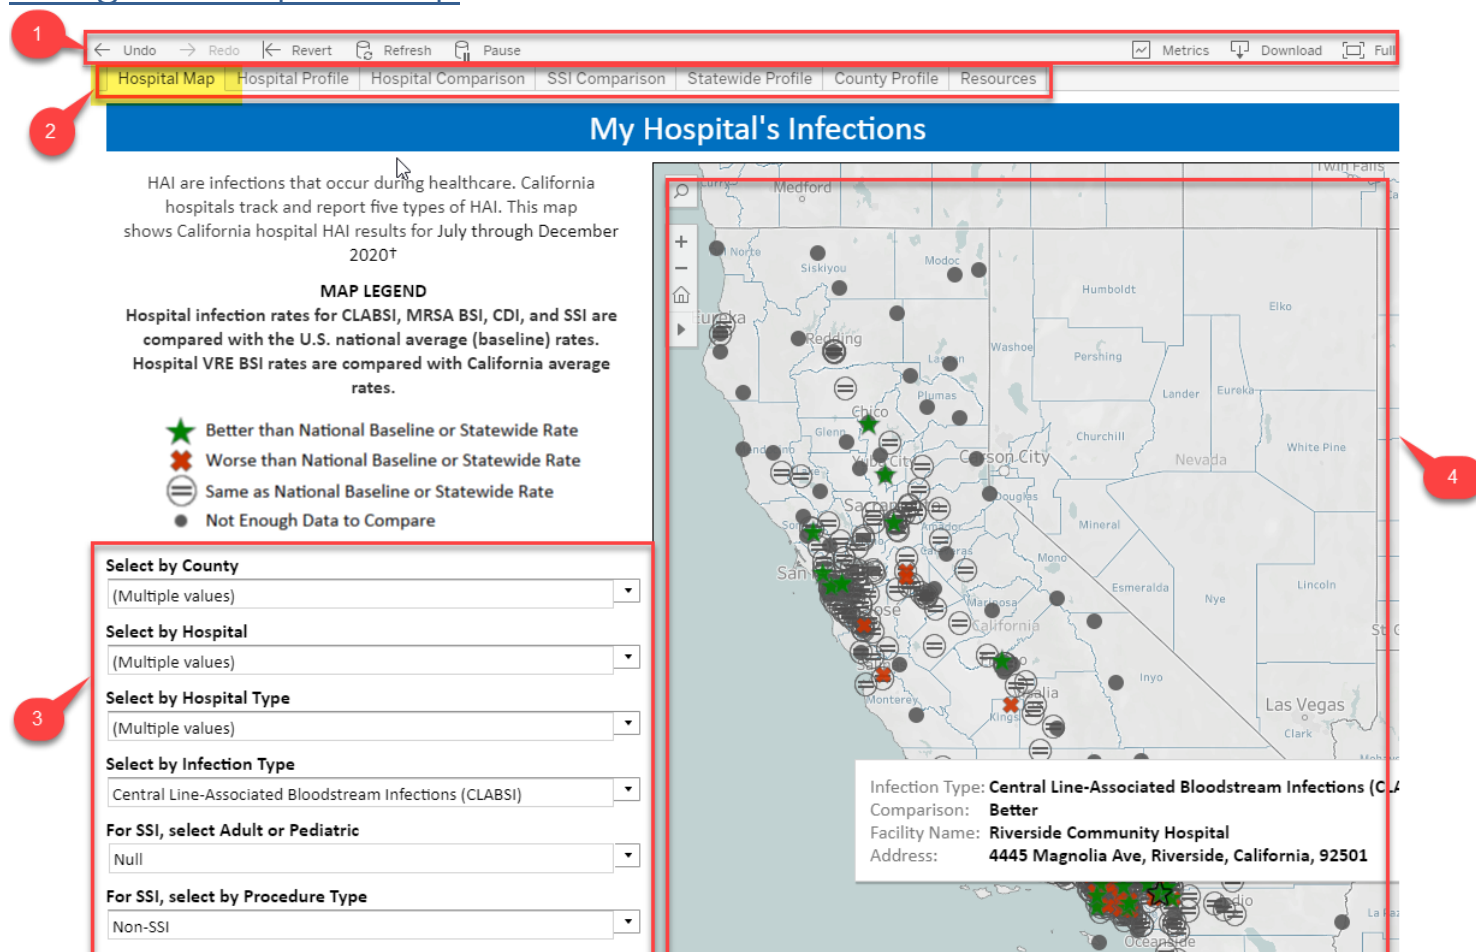 1
Undo Redo Revert Refresh Pause Metrics Download Full
Hospital Map Hospital Profile Hospital Comparison SSI Comparison Statewide Profile County Profile Resources
2
My Hospital's Infections
HAI are infections that occur during healthcare. California
hospitals track and report five types of HAI. This map
shows California hospital HAI results for July through December
2020†
MAP LEGEND
Hospital infection rates for CLABSI, MRSA BSI, CDI, and SSI are
compared with the U.S. national average (baseline) rates.
Hospital VRE BSI rates are compared with California average
rates.
Better than National Baseline or Statewide Rate
Worse than National Baseline or Statewide Rate
Same as National Baseline or Statewide Rate
Not Enough Data to Compare
3
Select by County
(Multiple values)
Select by Hospital
(Multiple values)
Select by Hospital Type
(Multiple values)
Select by Infection Type
Central Line-Associated Bloodstream Infections (CLABSI)
For SSI, select Adult or Pediatric
Null
For SSI, select by Procedure Type
Non-SSI
Twin Falls
Curry
Medford
Norte
Siskiyou
Modoc
Humboldt
Elko
Eureka
Redding
Lassen
Washoe
Pershing
Lander
Eureka
Plumas
Chico
Glenn
Churchill
White Pine
Yuba City
Carson City
Nevada
4
Douglas
Amador
Mineral
Calaveras
Mono
San
Esmeralda
Lincoln
Nye
José
Mariposa
California
Inyo
Monterey
Kings
Las Vegas
Clark
Infection Type: Central Line-Associated Bloodstream Infections (CLA
Comparison: Better
Facility Name: Riverside Community Hospital
Address: 4445 Magnolia Ave, Riverside, California, 92501
Oceanside